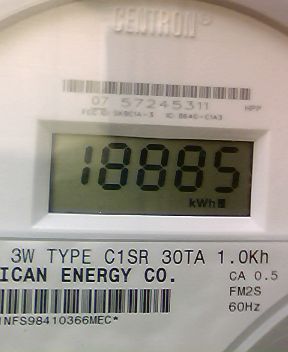 CENTRON
07 57245311
18885
kWh
3W TYPE C1SR 30TA 1.0Kh
ICAN ENERGY CO.
CA 0.5
FM2S
60Hz
INFS98410366MEC*